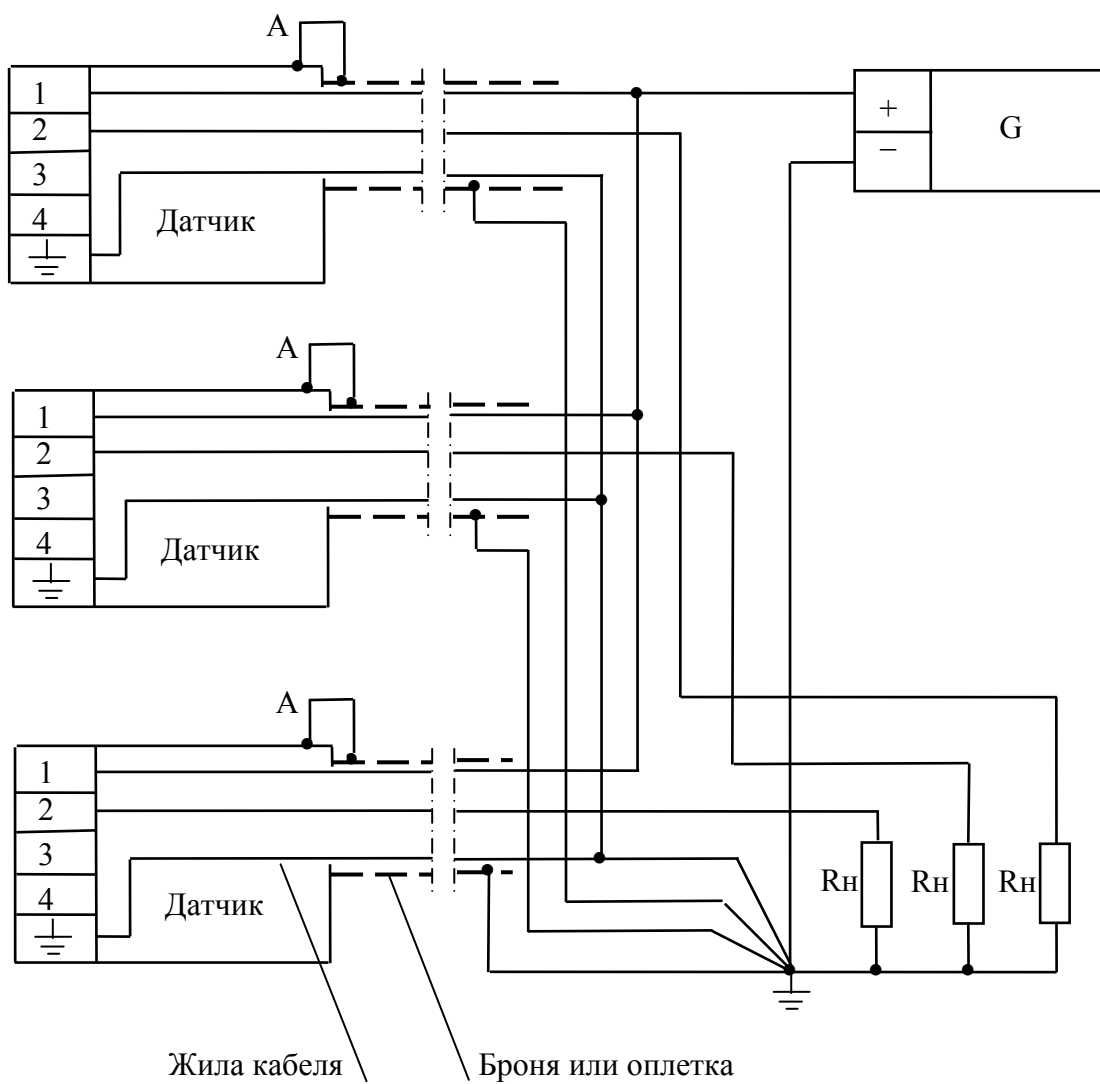 А
1
2
3
4
Датчик
+
−
G
А
1
2
3
4
Датчик
А
1
2
3
4
Датчик
Rн
Rн
Rн
Жила кабеля
Броня или оплетка